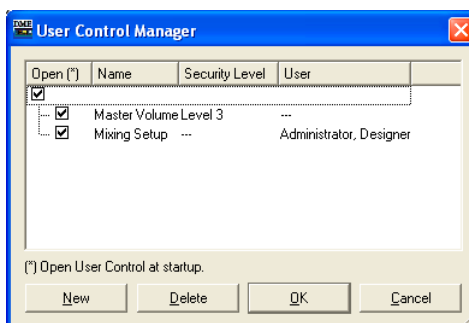 DME User Control Manager
Open (*) Name Security Level User
Master Volume Level 3 ---
Mixing Setup --- Administrator, Designer
(*) Open User Control at startup.
New Delete OK Cancel